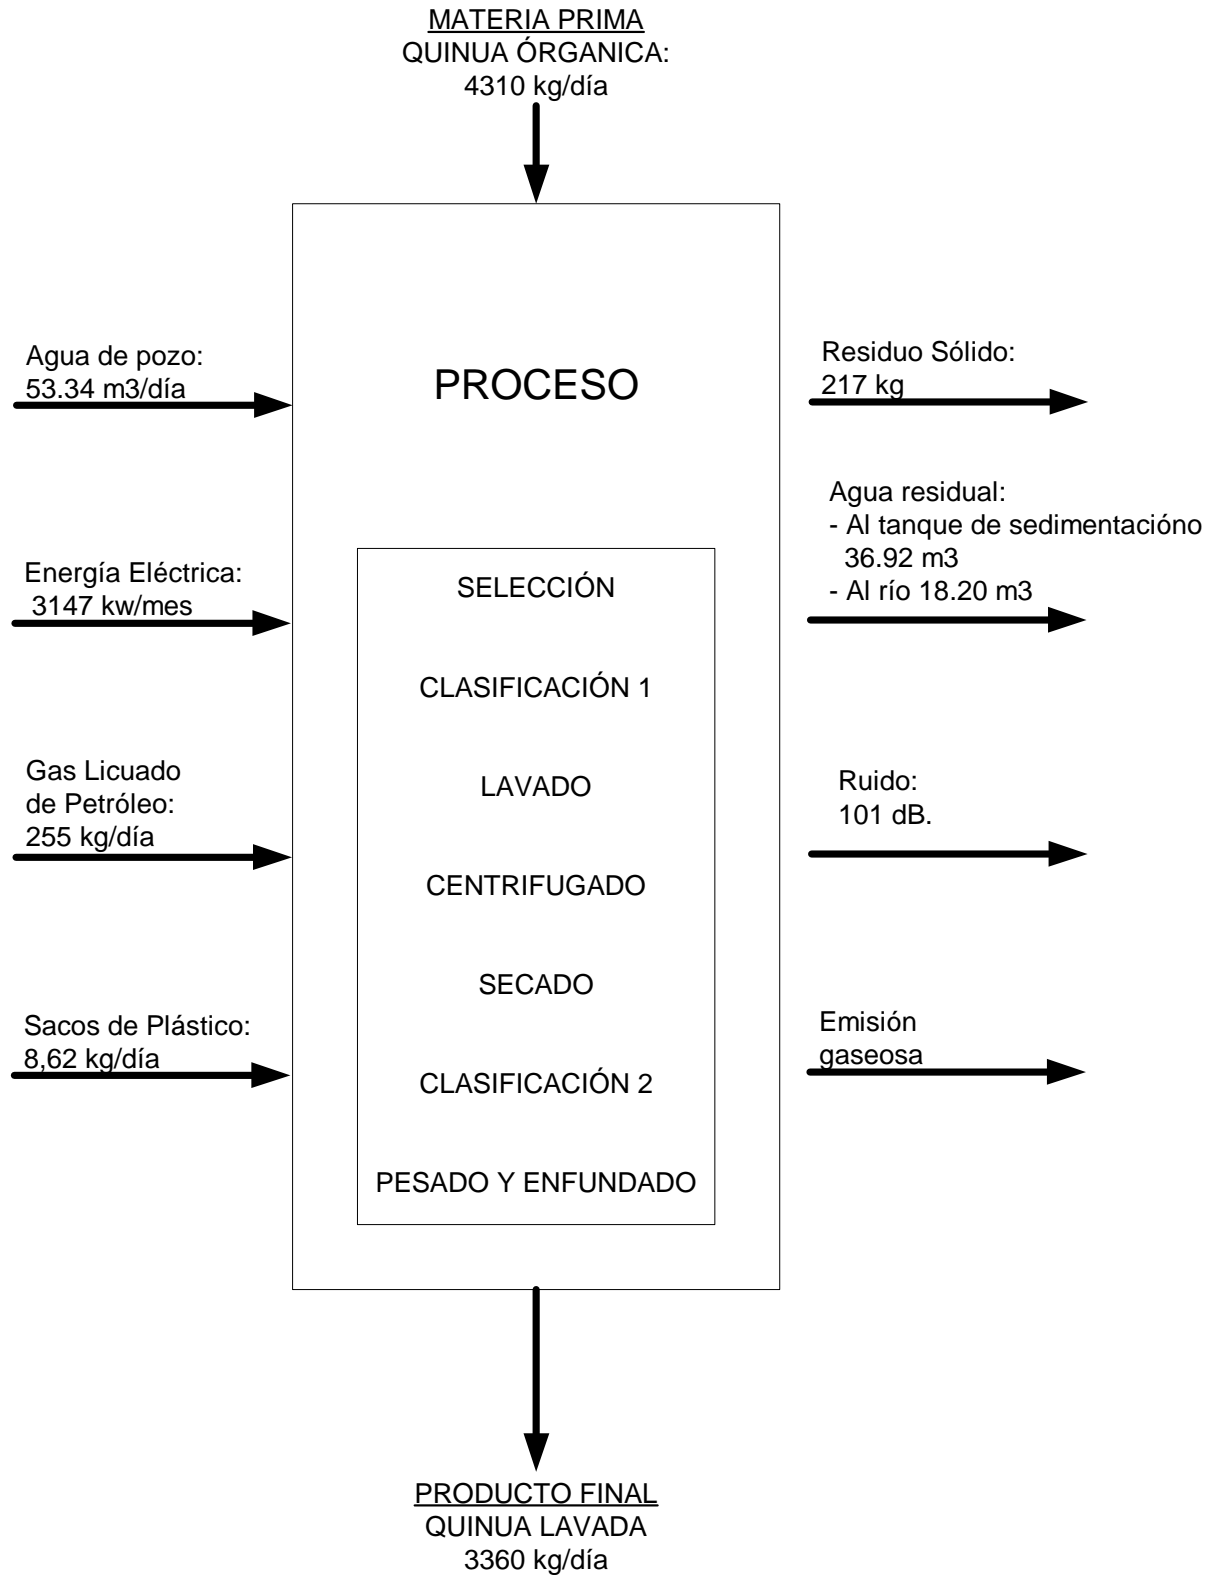 MATERIA PRIMA
QUINUA ÓRGANICA:
4310 kg/día
Agua de pozo:
53.34 m3/día
Energía Eléctrica:
3147 kw/mes
Gas Licuado
de Petróleo:
255 kg/día
Sacos de Plástico:
8,62 kg/día
PROCESO
SELECCIÓN
CLASIFICACIÓN 1
LAVADO
CENTRIFUGADO
SECADO
CLASIFICACIÓN 2
PESADO Y ENFUNDADO
Residuo Sólido:
217 kg
Agua residual:
- Al tanque de sedimentacióno
36.92 m3
- Al río 18.20 m3
Ruido:
101 dB.
Emisión
gaseosa
PRODUCTO FINAL
QUINUA LAVADA
3360 kg/día